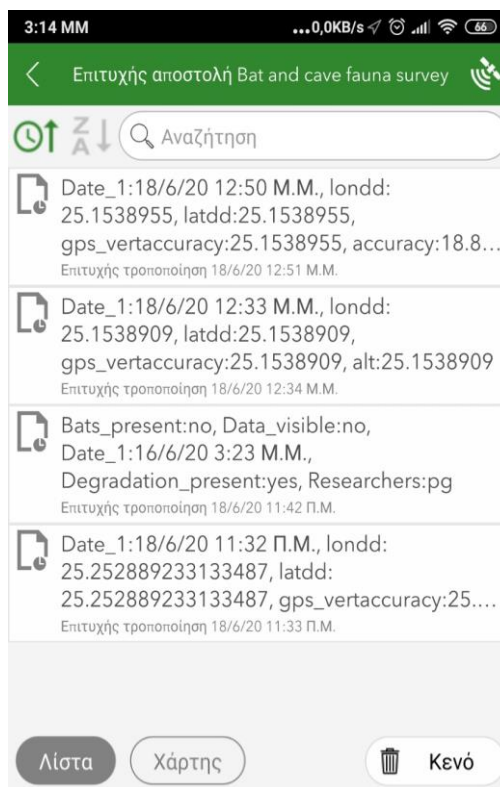 3:14 MM
...0,0KB/s 66
Επιτυχής αποστολή Bat and cave fauna survey
Z
A
Αναζήτηση
Date_1:18/6/20 12:50 Μ.Μ., londd:
25.1538955, latdd:25.1538955,
gps_vertaccuracy:25.1538955, accuracy:18.8...
Επιτυχής τροποποίηση 18/6/20 12:51 Μ.Μ.
Date_1:18/6/20 12:33 Μ.Μ., londd:
25.1538909, latdd:25.1538909,
gps_vertaccuracy:25.1538909, alt:25.1538909
Επιτυχής τροποποίηση 18/6/20 12:34 Μ.Μ.
Bats_present:no, Data_visible:no,
Date_1:16/6/20 3:23 Μ.Μ.,
Degradation_present:yes, Researchers:pg
Επιτυχής τροποποίηση 18/6/20 11:42 Π.Μ.
Date_1:18/6/20 11:32 Π.Μ., londd:
25.252889233133487, latdd:
25.252889233133487, gps_vertaccuracy:25....
Επιτυχής τροποποίηση 18/6/20 11:33 Π.Μ.
Λίστα
Χάρτης
Κενό